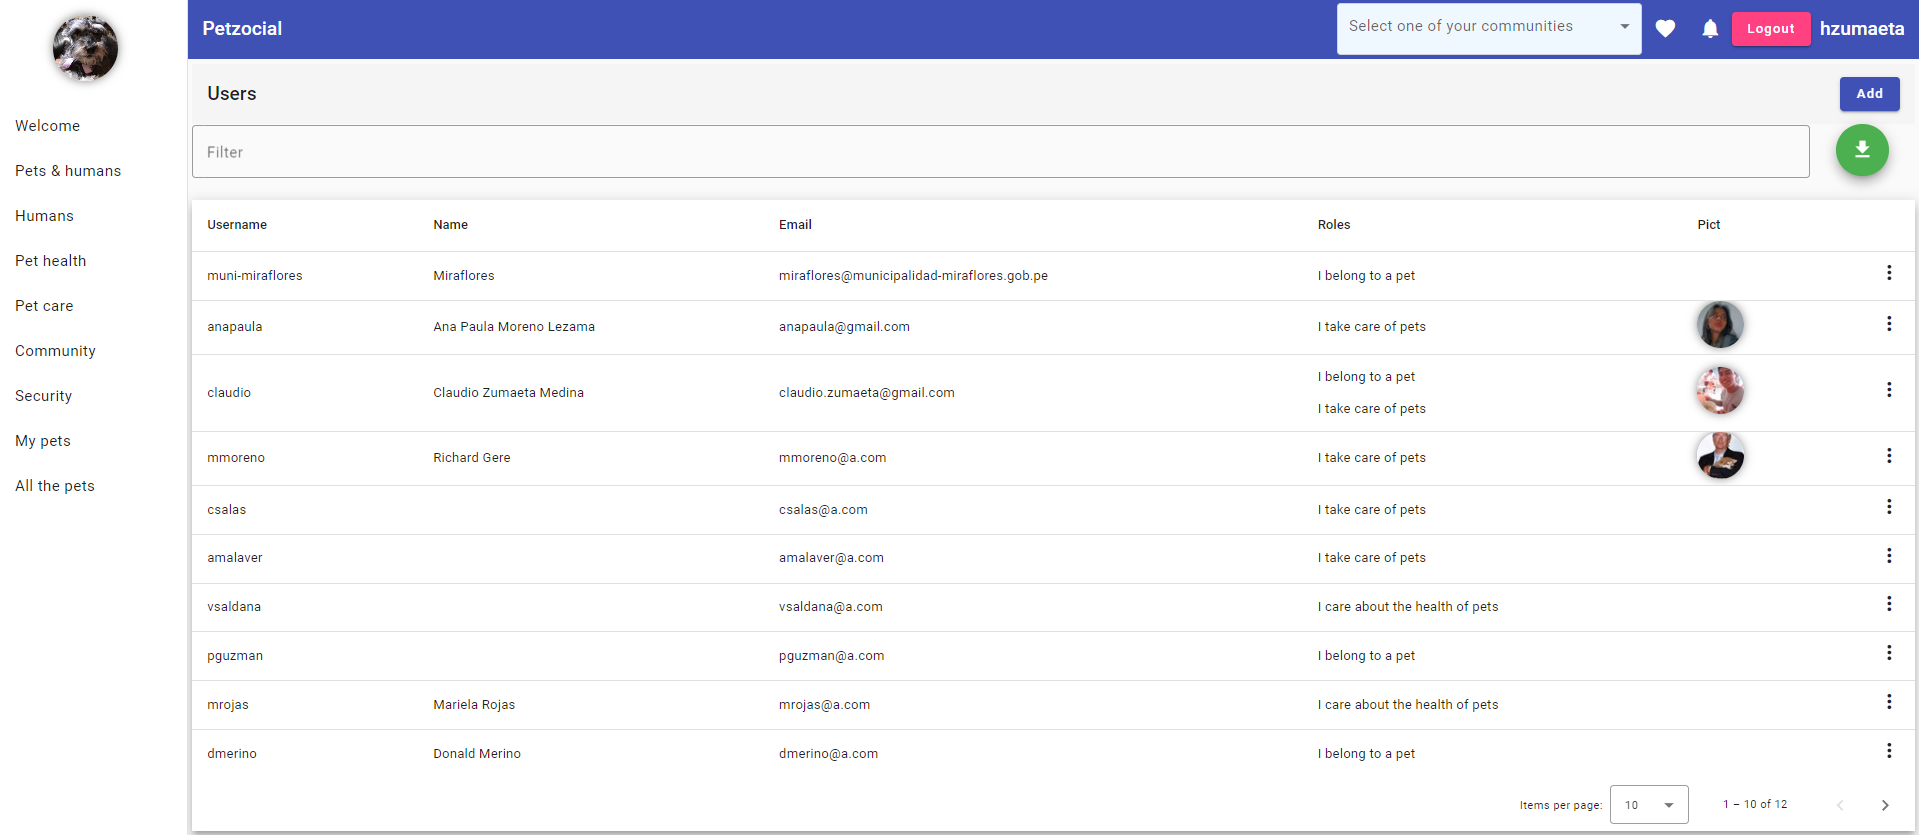 Petzocial
Select one of your communities
Logout
hzumaeta
Welcome
Pets & humans
Humans
Pet health
Pet care
Community
Security
My pets
All the pets
Users
Add
Filter
Username Name Email Roles Pict
muni-miraflores Miraflores miraflores@municipalidad-miraflores.gob.pe I belong to a pet
anapaula Ana Paula Moreno Lezama anapaula@gmail.com I take care of pets
claudio Claudio Zumaeta Medina claudio.zumaeta@gmail.com I belong to a pet
I take care of pets
mmoreno Richard Gere mmoreno@a.com I take care of pets
csalas csalas@a.com I take care of pets
amalaver amalaver@a.com I take care of pets
vsaldana vsaldana@a.com I care about the health of pets
pguzman pguzman@a.com I belong to a pet
mrojas Mariela Rojas mrojas@a.com I care about the health of pets
dmerino Donald Merino dmerino@a.com I belong to a pet
Items per page: 10 1 – 10 of 12